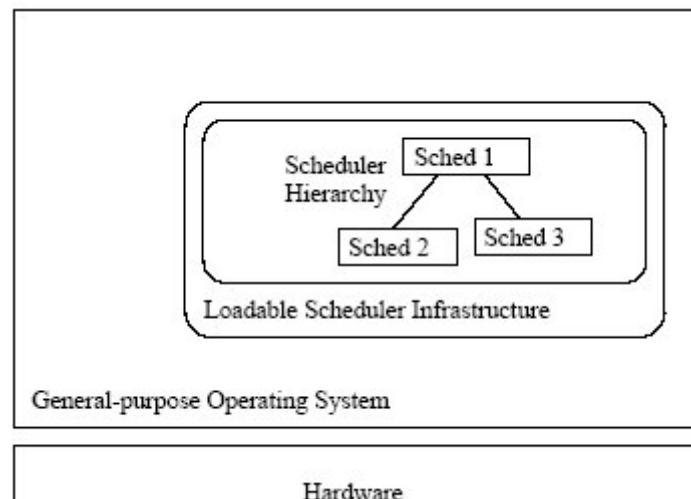 Scheduler
Hierarchy
Sched 1
Sched 2
Sched 3
Loadable Scheduler Infrastructure
General-purpose Operating System
Hardware